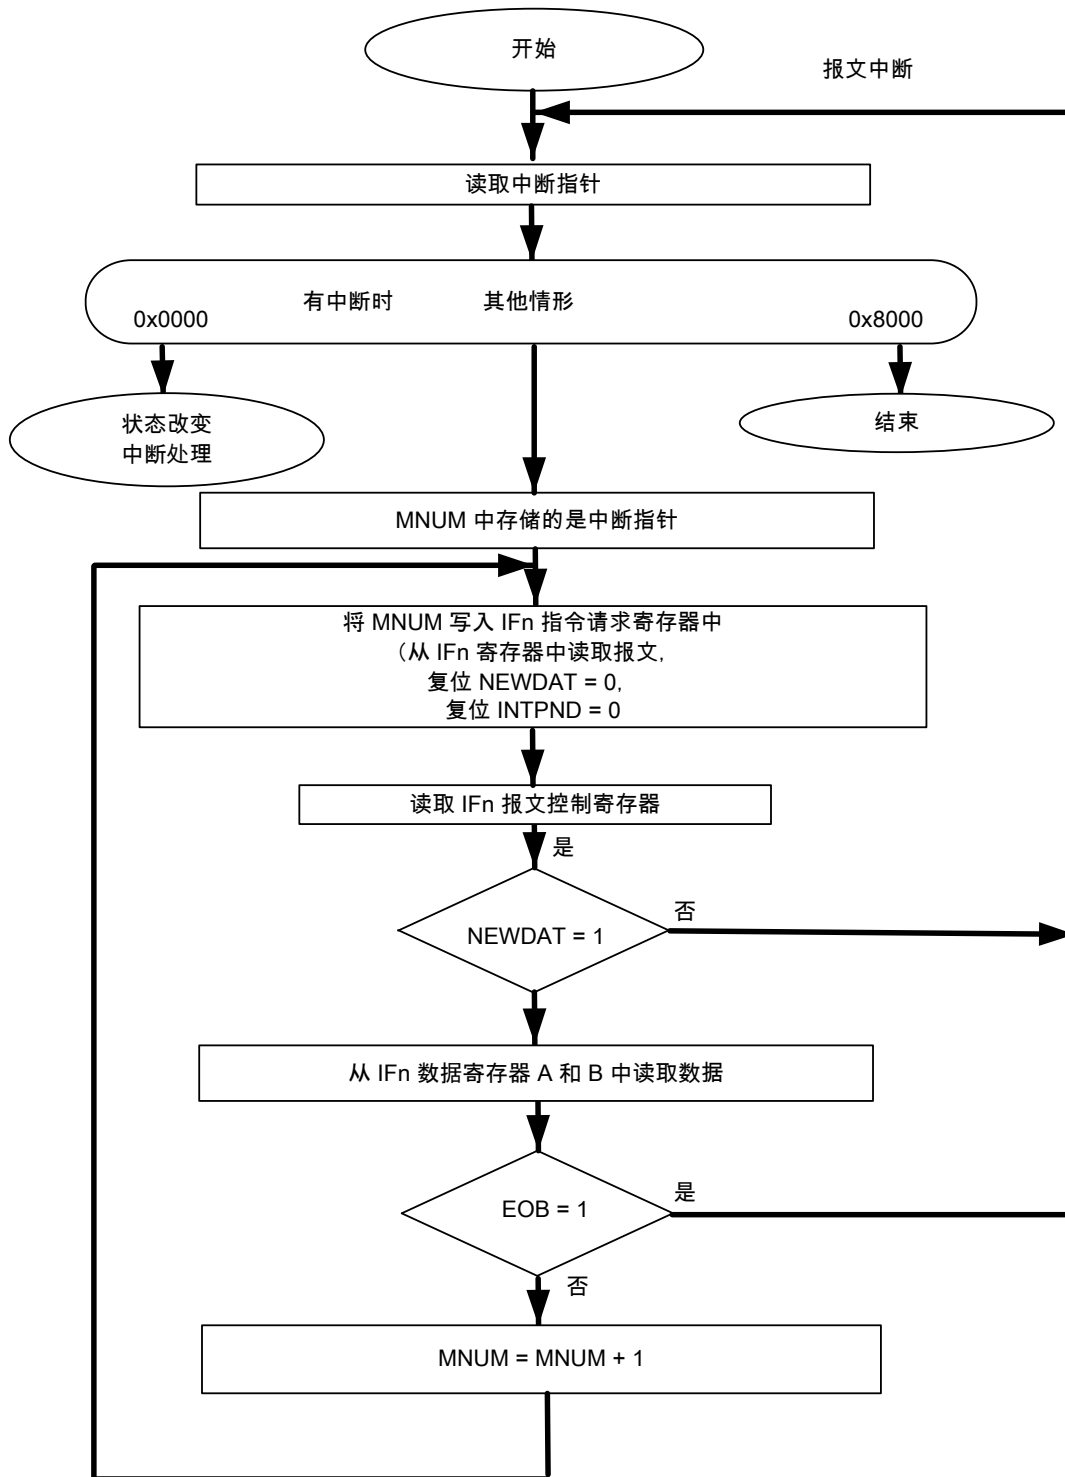 开始
报文中断
读取中断指针
有中断时 其他情形
0x0000 0x8000
状态改变
中断处理
结束
MNUM 中存储的是中断指针
将 MNUM 写入 IFn 指令请求寄存器中
（从 IFn 寄存器中读取报文,
复位 NEWDAT = 0,
复位 INTPND = 0
读取 IFn 报文控制寄存器
是
否
NEWDAT = 1
从 IFn 数据寄存器 A 和 B 中读取数据
是
EOB = 1
否
MNUM = MNUM + 1